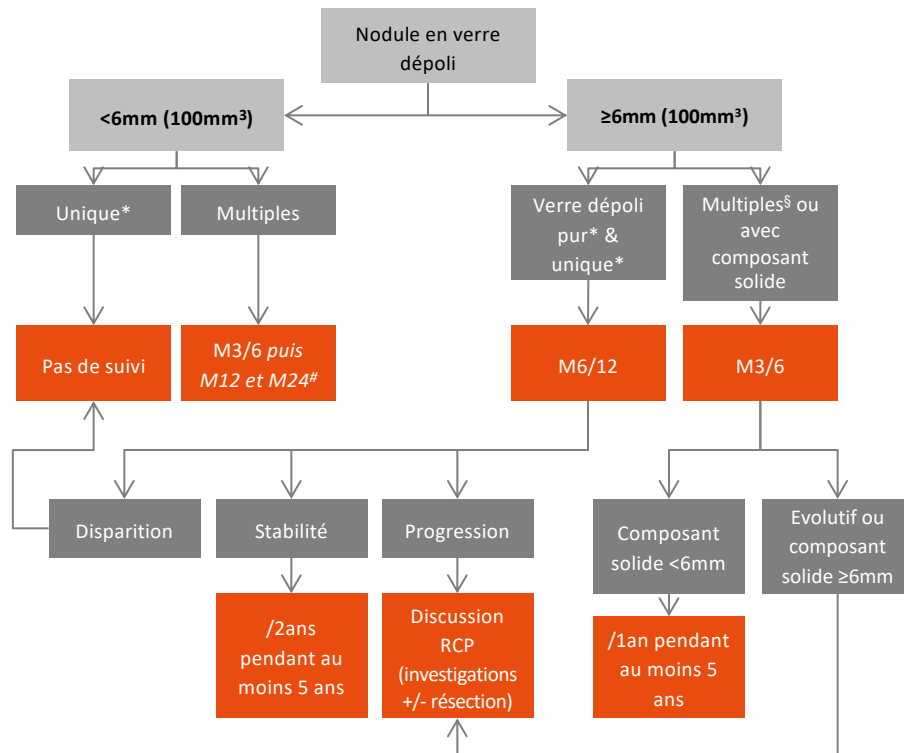 Nodule en verre
dépoli
<6mm (100mm³)
≥6mm (100mm³)
Unique*
Multiples
Verre dépoli
pur* &
unique*
Multiples§ ou
avec
composant
solide
Pas de suivi
M3/6 puis
M12 et M24#
M6/12
M3/6
Disparition
Stabilité
Progression
Composant
solide <6mm
Evolutif ou
composant
solide ≥6mm
/2ans
pendant au
moins 5 ans
Discussion
RCP
(investigations
+/- résection)
/1an pendant
au moins 5
ans